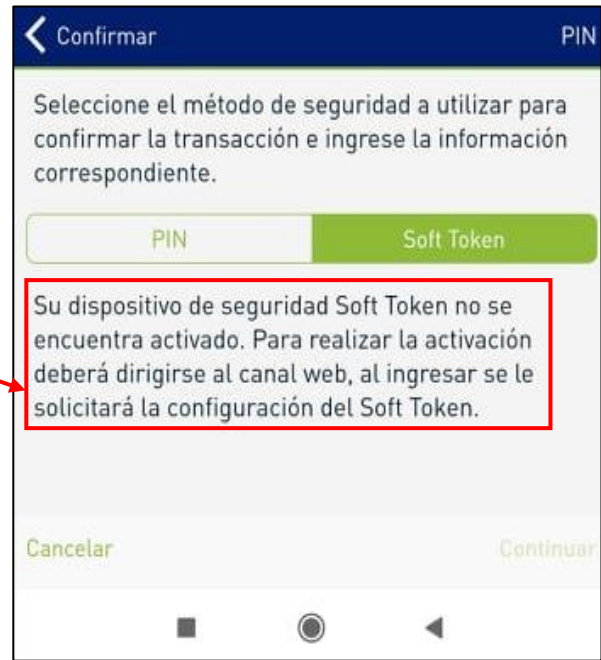 Confirmar PIN
Seleccione el método de seguridad a utilizar para
confirmar la transacción e ingrese la información
correspondiente.
PIN Soft Token
Su dispositivo de seguridad Soft Token no se
encuentra activado. Para realizar la activación
deberá dirigirse al canal web, al ingresar se le
solicitará la configuración del Soft Token.
Cancelar Continuar